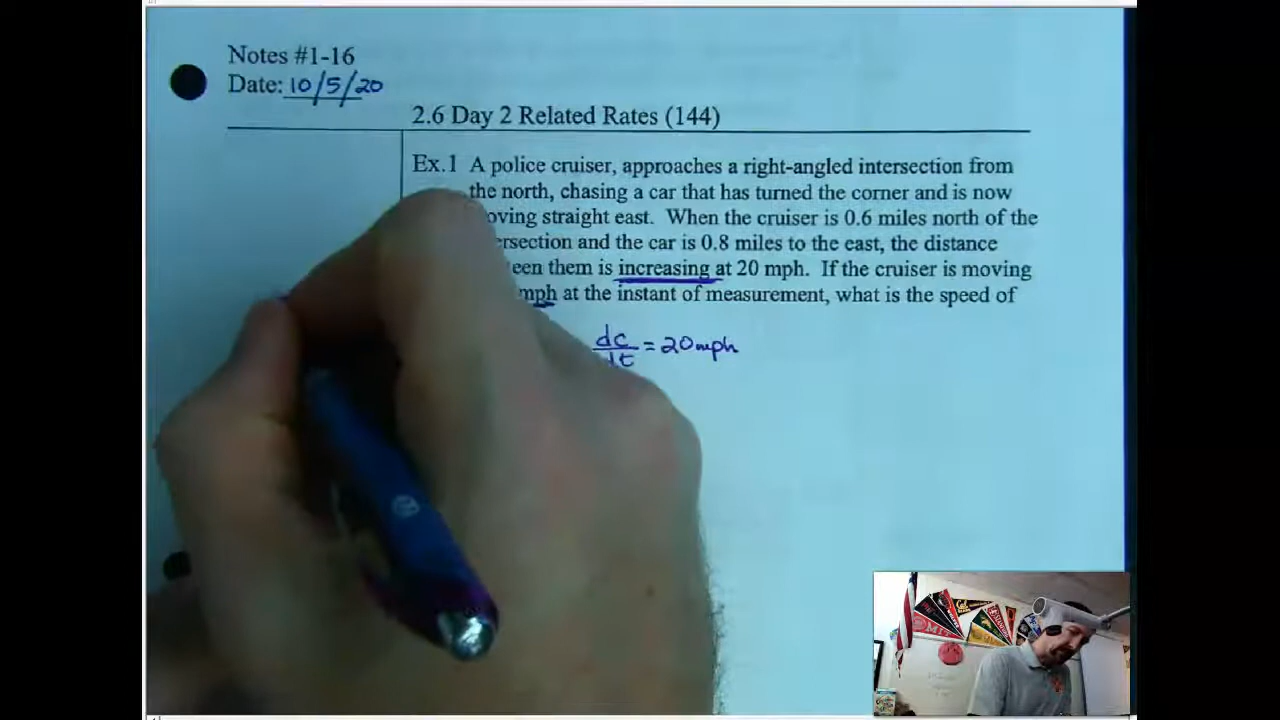 Notes #1-16
Date: 10/5/20
2.6 Day 2 Related Rates (144)
Ex.1 A police cruiser, approaches a right-angled intersection from
the north, chasing a car that has turned the corner and is now
oving straight east. When the cruiser is 0.6 miles north of the
ersection and the car is 0.8 miles to the east, the distance
een them is increasing at 20 mph. If the cruiser is moving
mph at the instant of measurement, what is the speed of
dc/dt = 20mph